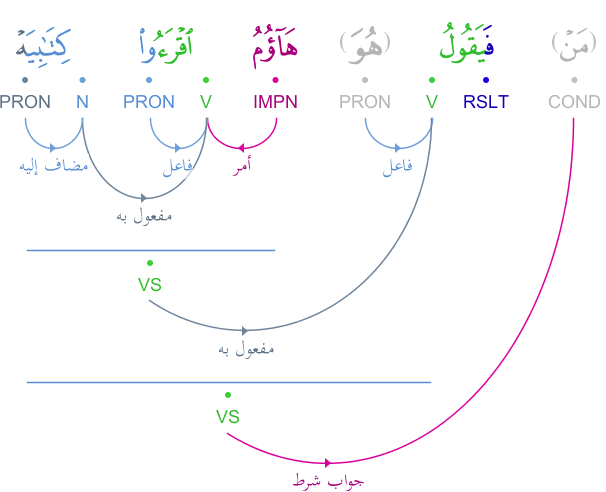 (مَنْ) فَيَقُولُ (هُوَ) هَآؤُمُ ٱقْرَءُوا۟ كِتَـٰبِيَهْ
COND RSLT V PRON IMPN V PRON N PRON
فاعل أمر فاعل مضاف إليه
مفعول به
VS
مفعول به
VS
جواب شرط